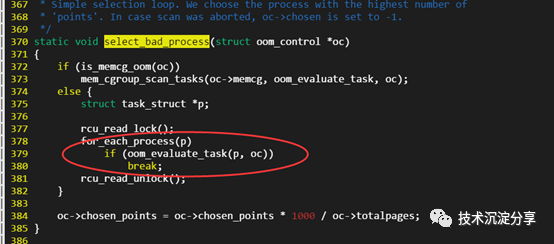 367  * Simple selection loop. We choose the process with the highest number of
368  * 'points'. In case scan was aborted, oc->chosen is set to -1.
369  */
370 static void select_bad_process(struct oom_control *oc)
371 {
372     if (is_memcg_oom(oc))
373         mem_cgroup_scan_tasks(oc->memcg, oom_evaluate_task, oc);
374     else {
375         struct task_struct *p;
376
377         rcu_read_lock();
378         for_each_process(p)
379             if (oom_evaluate_task(p, oc))
380                 break;
381         rcu_read_unlock();
382     }
383
384     oc->chosen_points = oc->chosen_points * 1000 / oc->totalpages;
385 }
386
技术沉淀分享